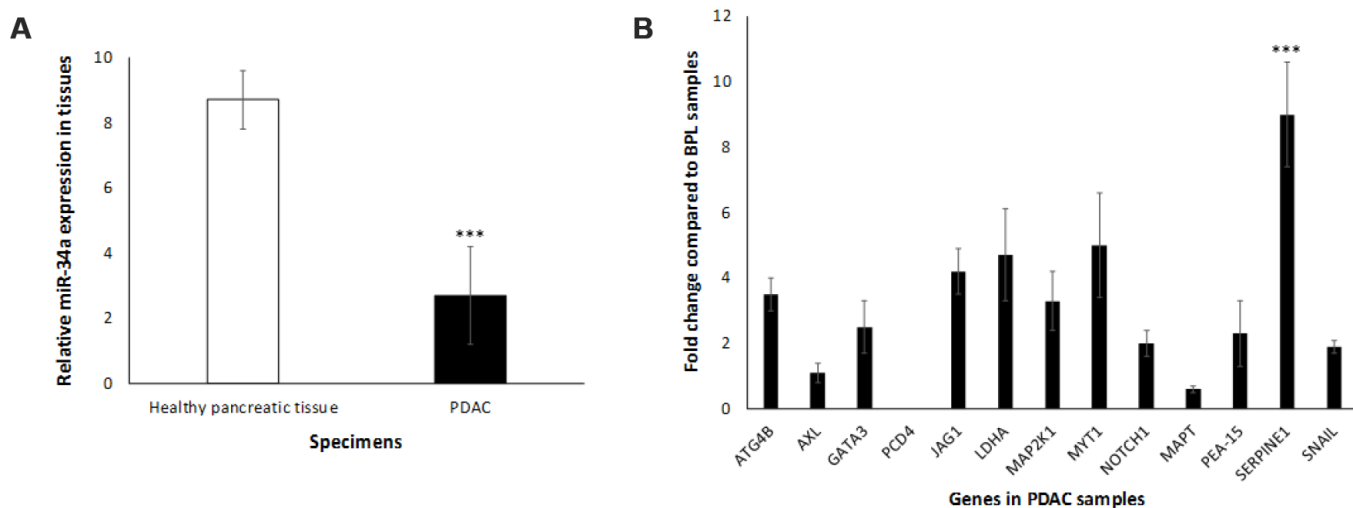 A
Relative miR-34a expression in tissues
10
8
6
4
2
0
***
Healthy pancreatic tissue
PDAC
Specimens
B
Fold change compared to BPL samples
12
10
8
6
4
2
0
***
ATG4B
AXL
GATA3
PCD4
JAG1
LDHA
MAP2K1
MYT1
NOTCH1
MAPT
PEA-15
SERPINE1
SNAIL
Genes in PDAC samples